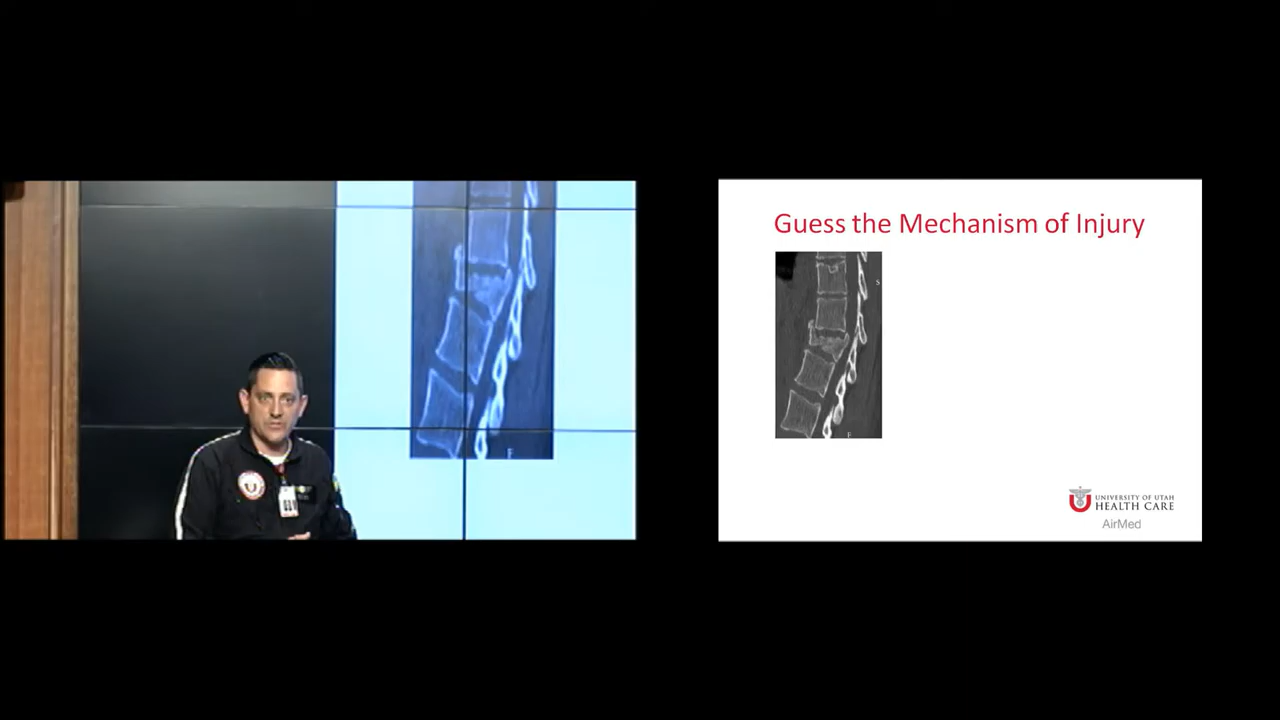 Guess the Mechanism of Injury
S
F
F
UNIVERSITY OF UTAH
HEALTH CARE
AirMed